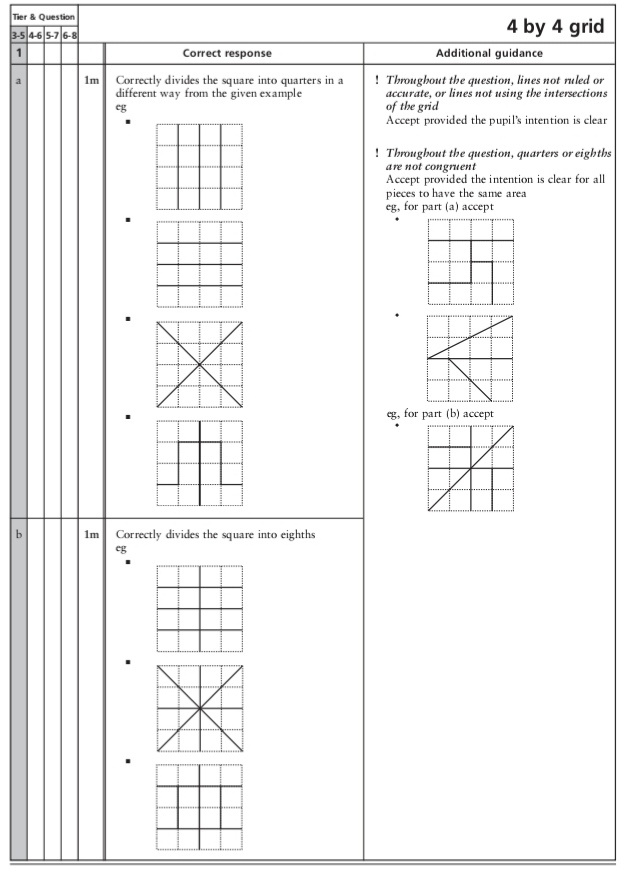 Tier & Question
3-5 4-6 5-7 6-8
4 by 4 grid
1
Correct response
Additional guidance
a
1m
Correctly divides the square into quarters in a
different way from the given example
eg
! Throughout the question, lines not ruled or
accurate, or lines not using the intersections
of the grid
Accept provided the pupil's intention is clear
! Throughout the question, quarters or eighths
are not congruent
Accept provided the intention is clear for all
pieces to have the same area
eg, for part (a) accept
eg, for part (b) accept
b
1m
Correctly divides the square into eighths
eg